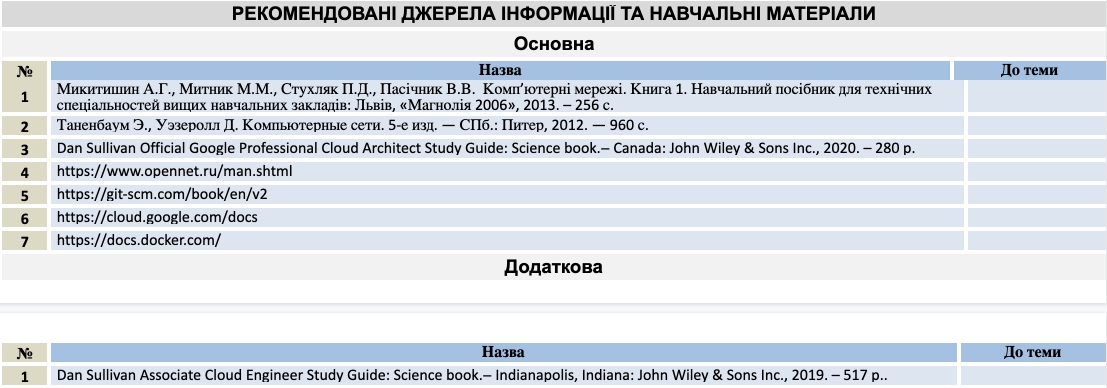 РЕКОМЕНДОВАНІ ДЖЕРЕЛА ІНФОРМАЦІЇ ТА НАВЧАЛЬНІ МАТЕРІАЛИ
Основна
№ Назва До теми
1 Микитишин А.Г., Митник М.М., Стухляк П.Д., Пасічник В.В. Комп'ютерні мережі. Книга 1. Навчальний посібник для технічних
спеціальностей вищих навчальних закладів: Львів, «Магнолія 2006», 2013. – 256 с.
2 Таненбаум Э., Уэзеролл Д. Компьютерные сети. 5-е изд. — СПб.: Питер, 2012. — 960 с.
3 Dan Sullivan Official Google Professional Cloud Architect Study Guide: Science book.– Canada: John Wiley & Sons Inc., 2020. – 280 p.
4 https://www.opennet.ru/man.shtml
5 https://git-scm.com/book/en/v2
6 https://cloud.google.com/docs
7 https://docs.docker.com/
Додаткова
№ Назва До теми
1 Dan Sullivan Associate Cloud Engineer Study Guide: Science book.– Indianapolis, Indiana: John Wiley & Sons Inc., 2019. – 517 p..